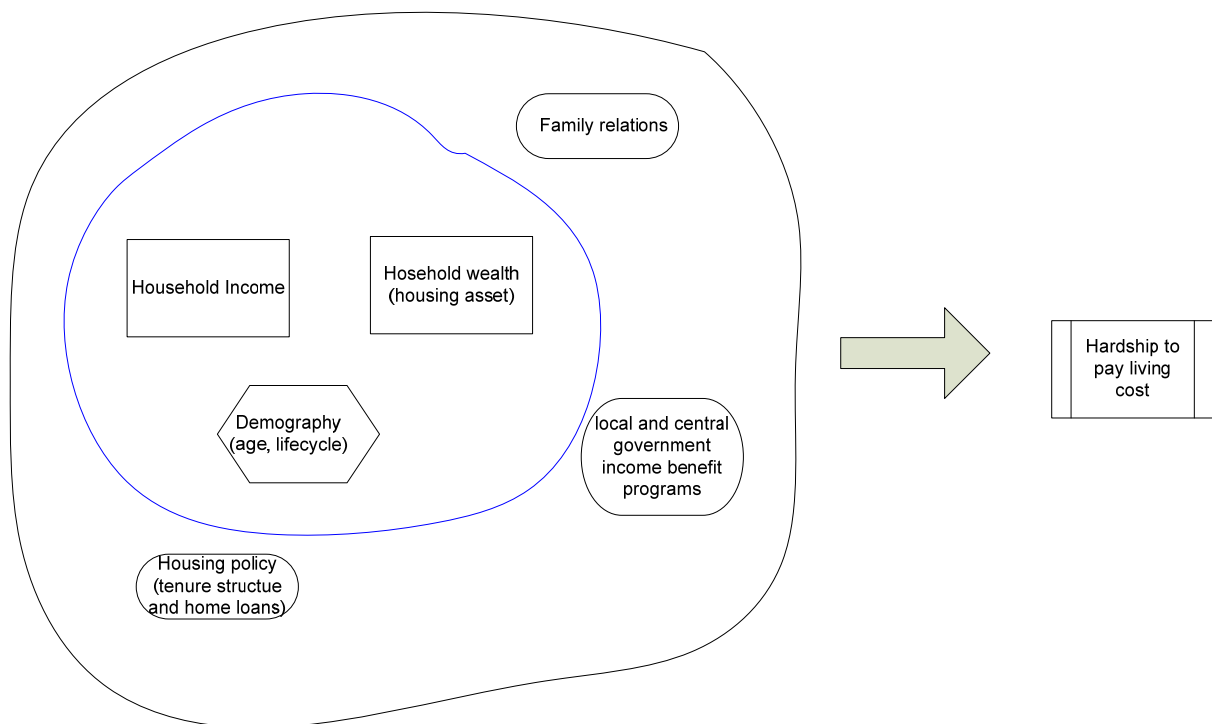 Family relations
Household Income
Hosehold wealth
(housing asset)
Demography
(age, lifecycle)
local and central
government
income benefit
programs
Housing policy
(tenure structue
and home loans)
Hardship to
pay living
cost